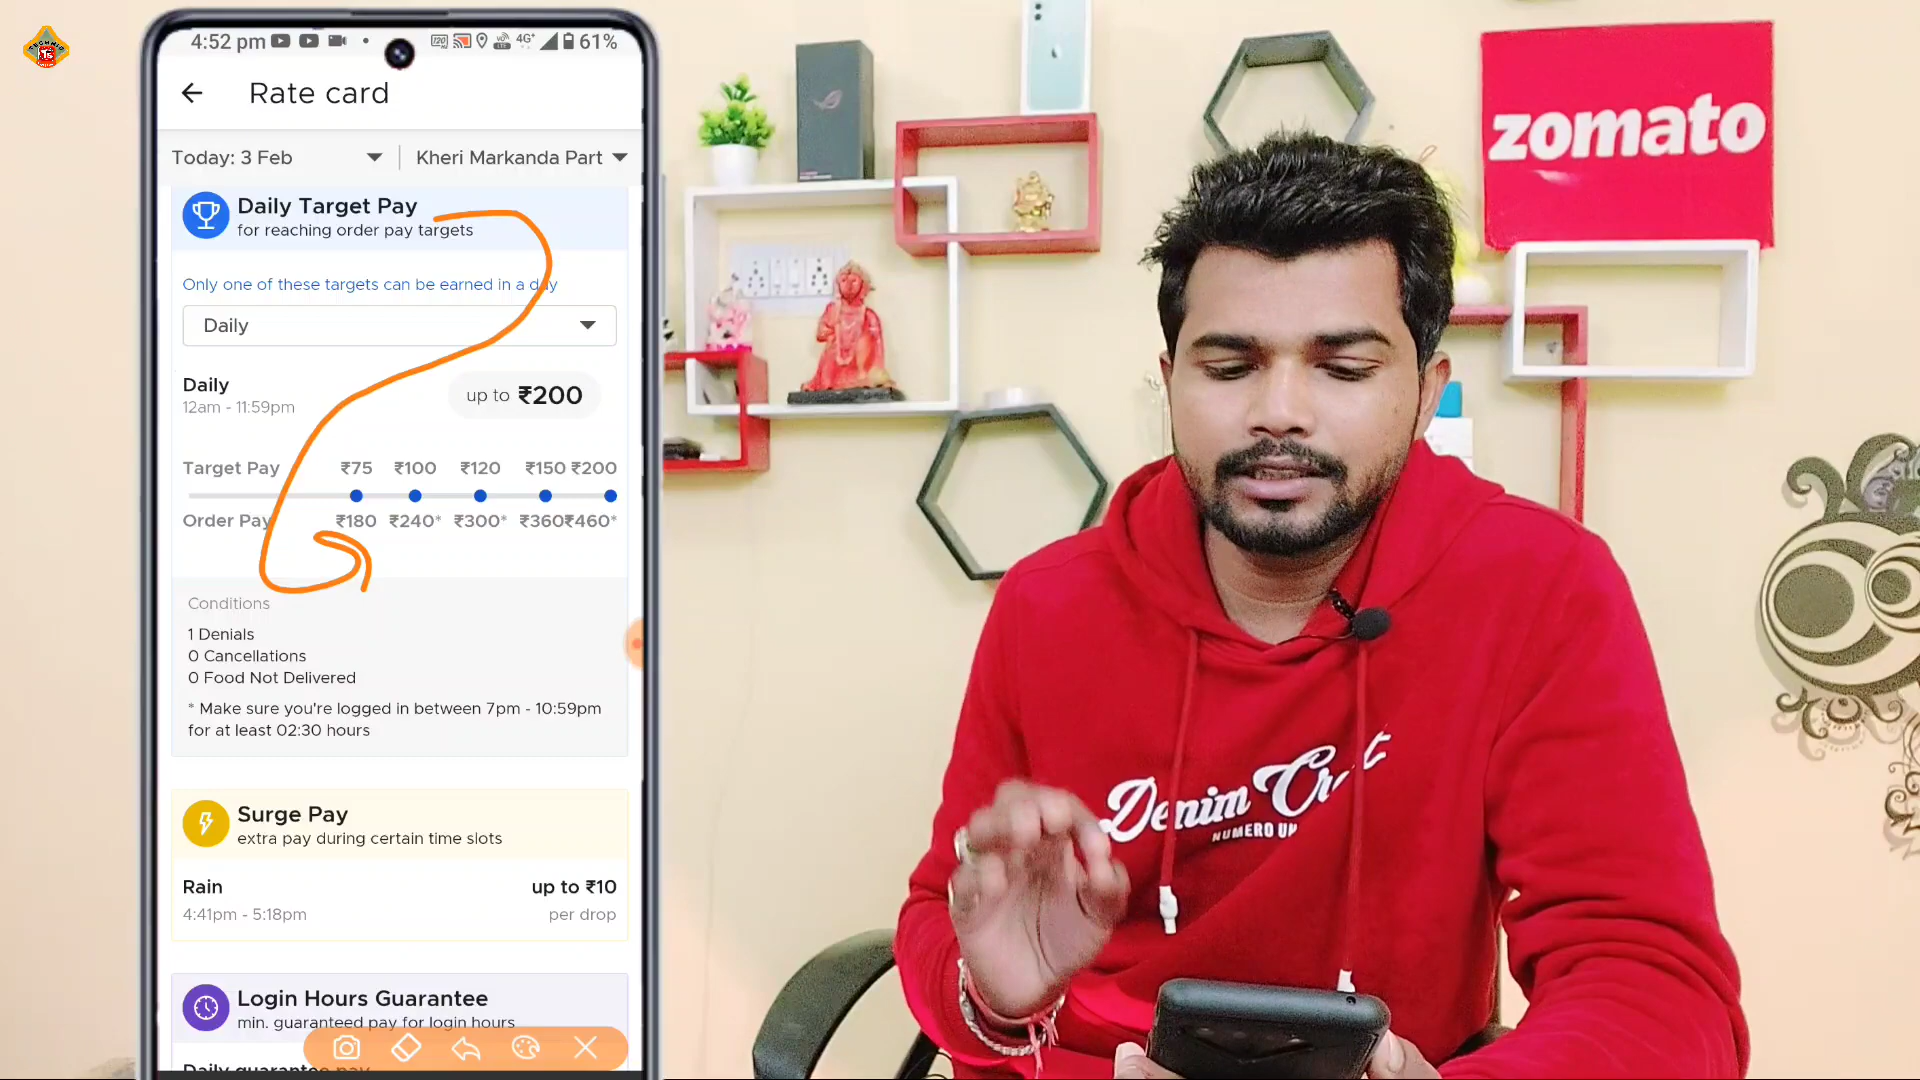 4:52 pm
4G+
61%
Rate card
Today: 3 Feb
Kheri Markanda Part
Daily Target Pay
for reaching order pay targets
Only one of these targets can be earned in a day
Daily
Daily
up to ₹200
12am - 11:59pm
Target Pay ₹75 ₹100 ₹120 ₹150 ₹200
Order Pay ₹180 ₹240* ₹300* ₹360 ₹460*
Conditions
1 Denials
0 Cancellations
0 Food Not Delivered
* Make sure you're logged in between 7pm - 10:59pm
for at least 02:30 hours
Surge Pay
extra pay during certain time slots
Rain up to ₹10
4:41pm - 5:18pm per drop
Login Hours Guarantee
min. guaranteed pay for login hours
Daily guarantee pay
zomato
Denim
NUMERO